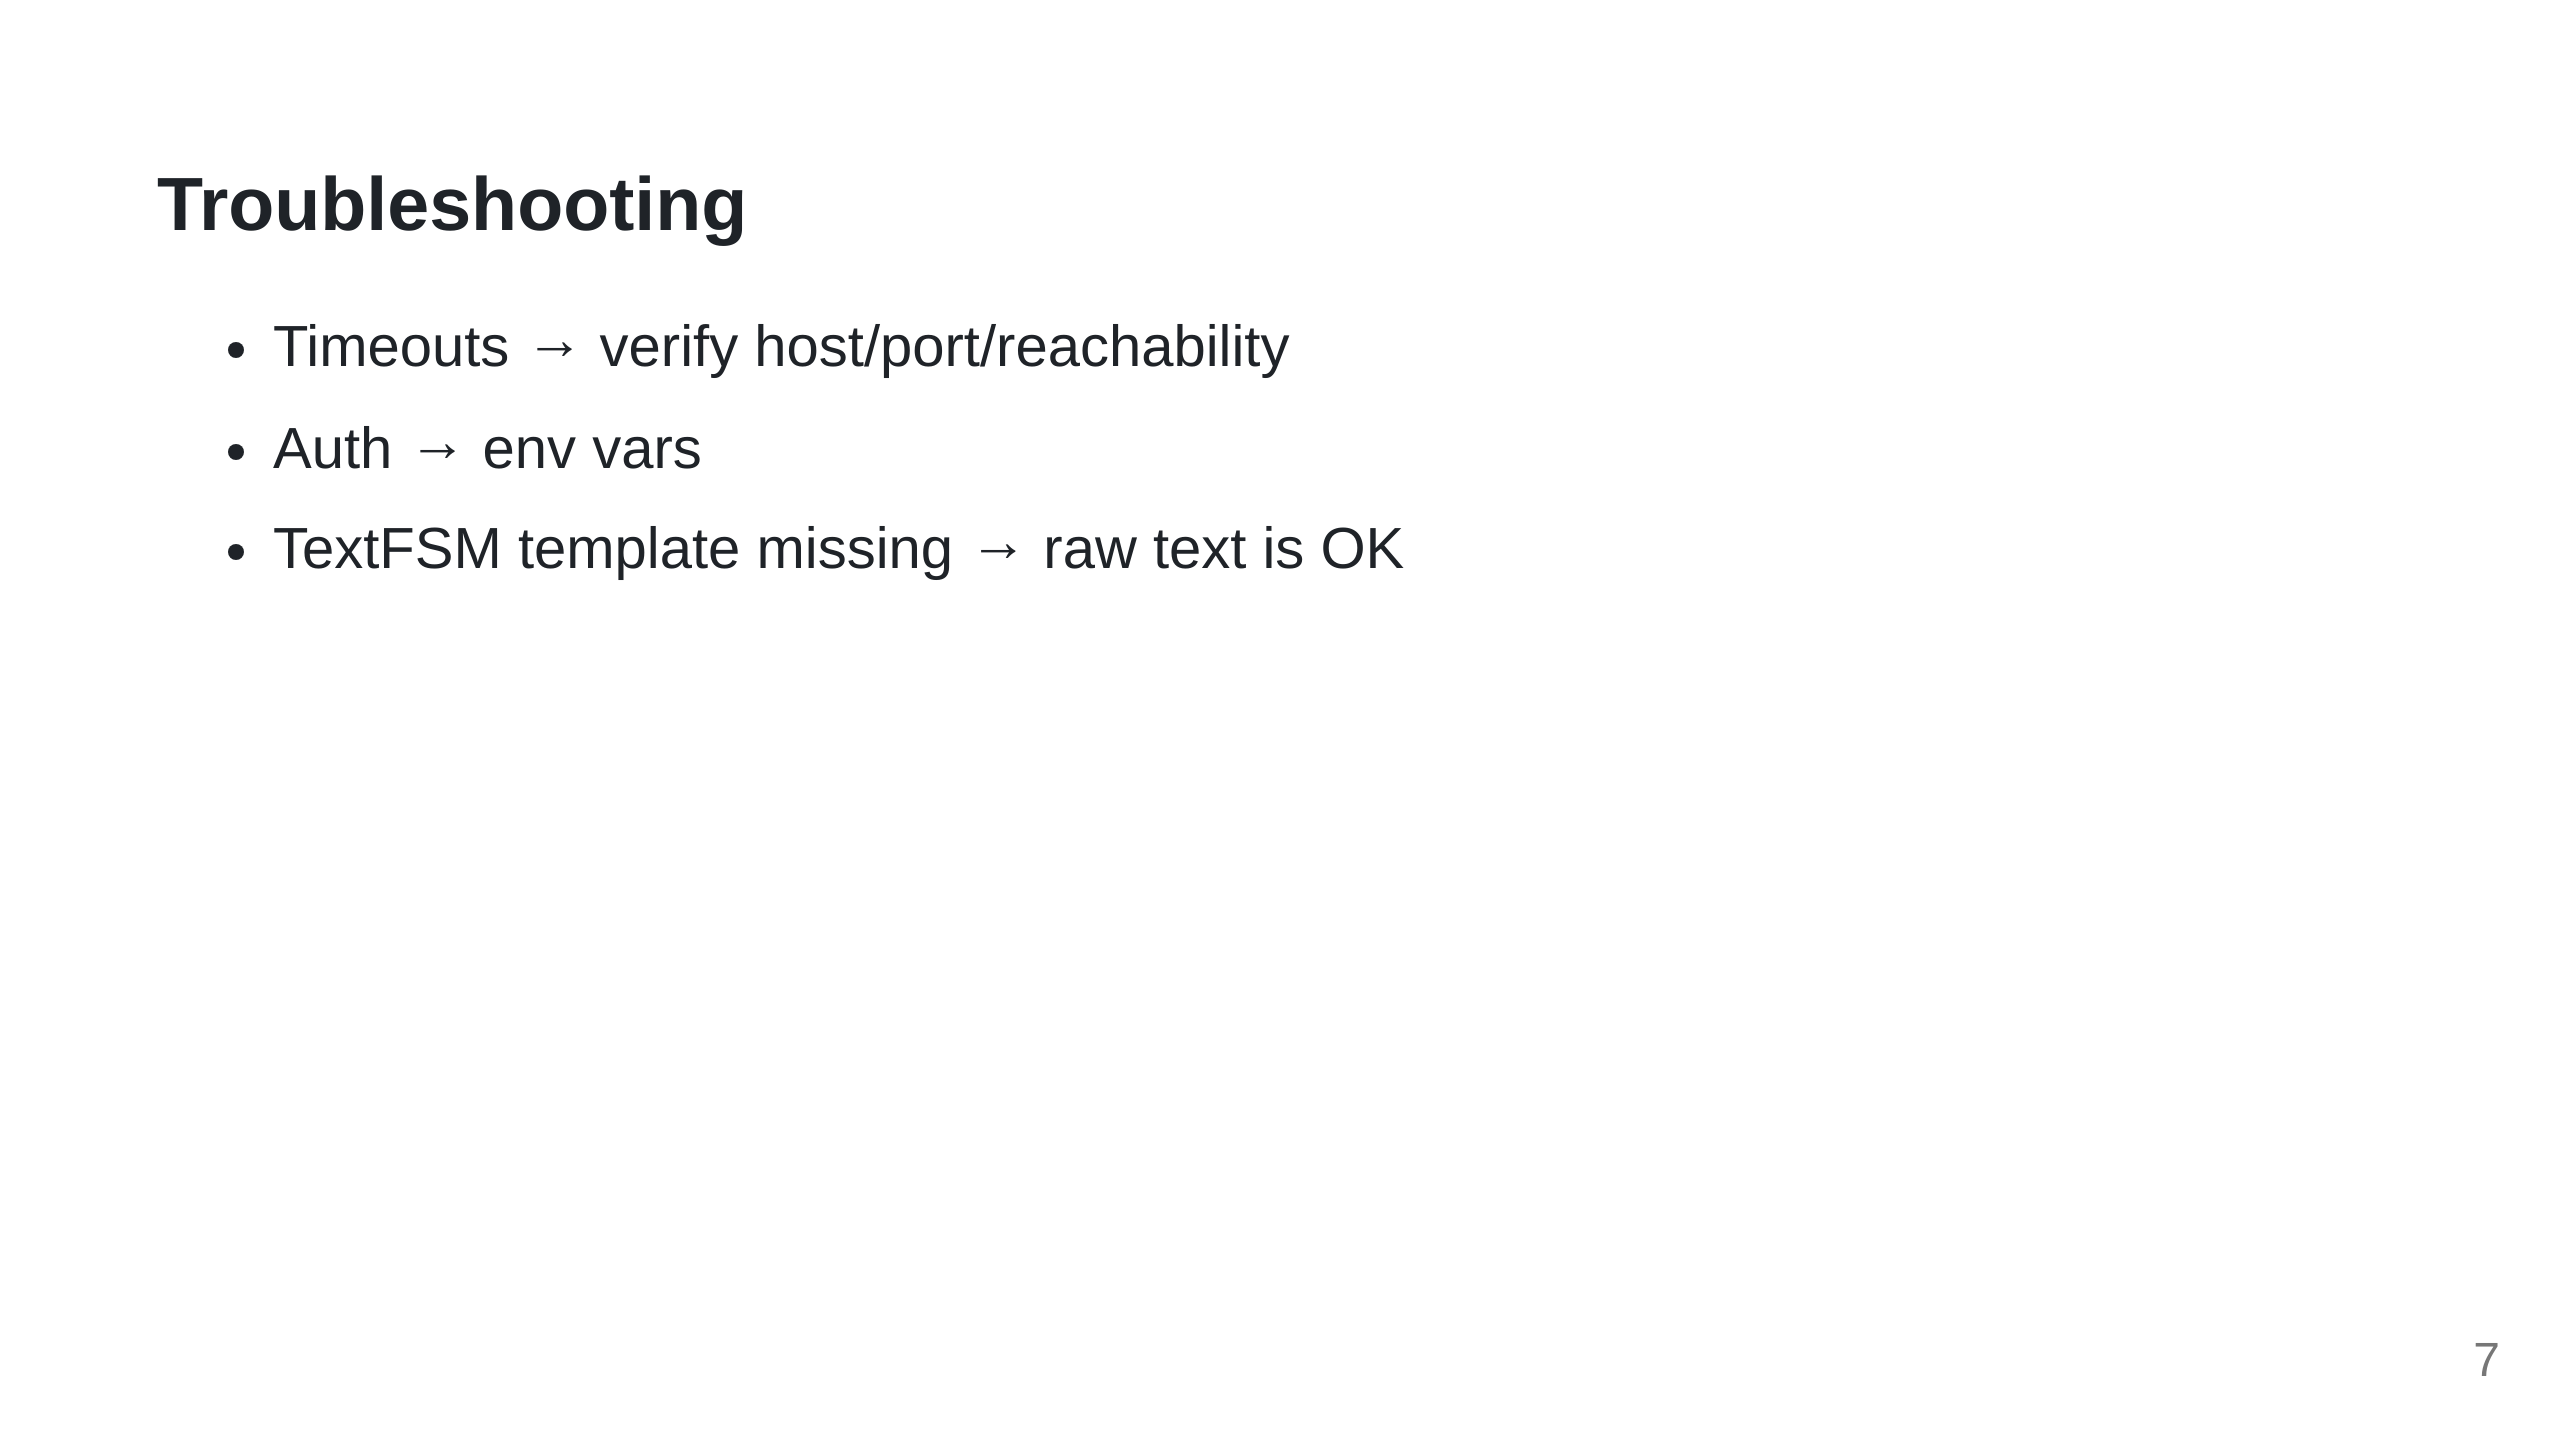 Troubleshooting
• Timeouts → verify host/port/reachability
• Auth → env vars
• TextFSM template missing → raw text is OK
7